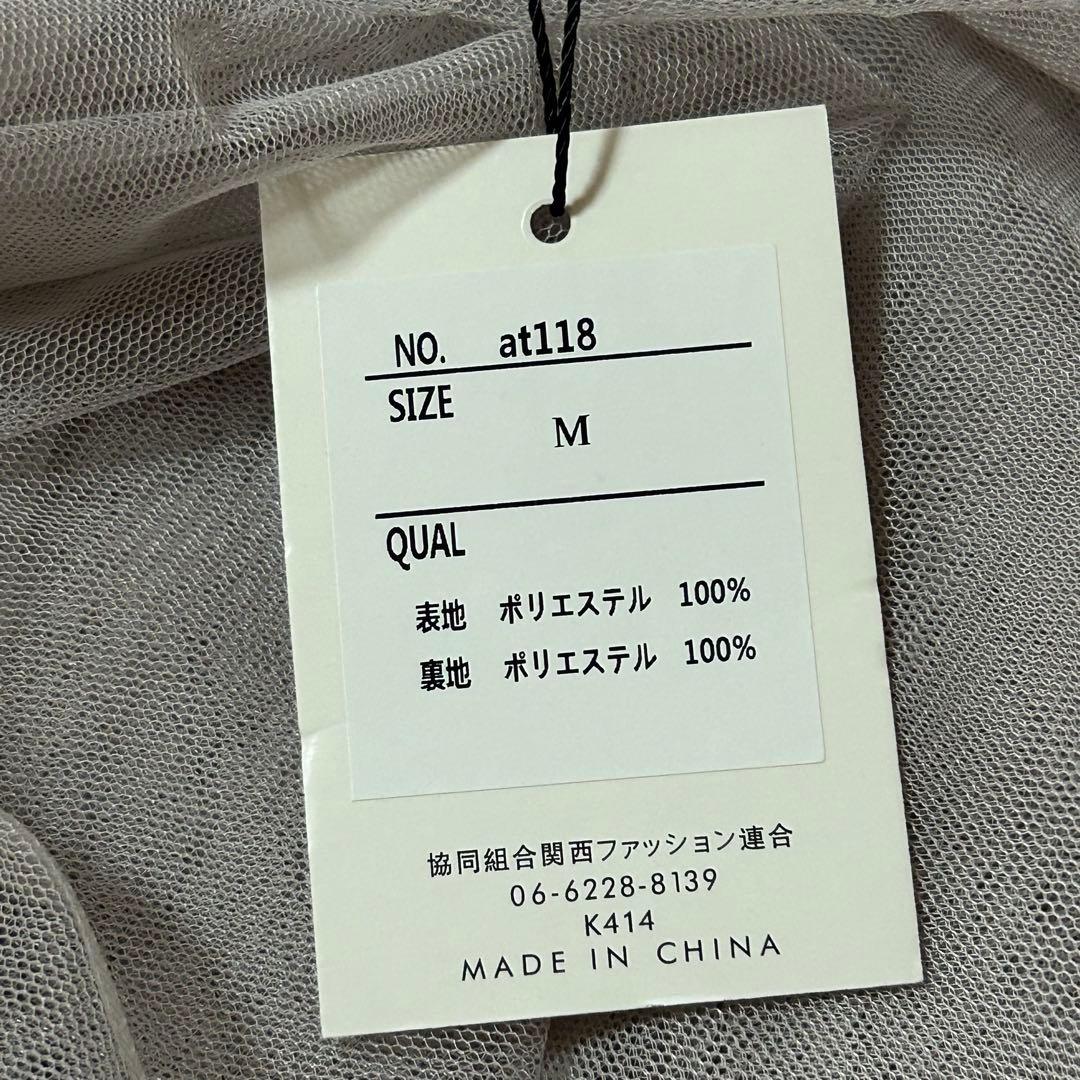 NO. at118
SIZE
M
QUAL
表地 ポリエステル 100%
裏地 ポリエステル 100%
協同組合関西ファッション連合
06-6228-8139
K414
MADE IN CHINA